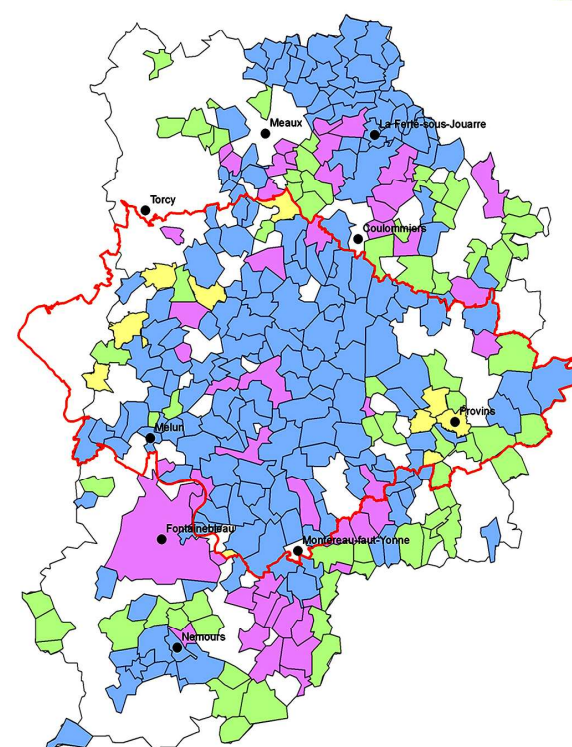 Meaux
La Ferté-sous-Jouarre
Torcy
Coulommiers
Provins
Melun
Fontainebleau
Montereau-faut-Yonne
Nemours